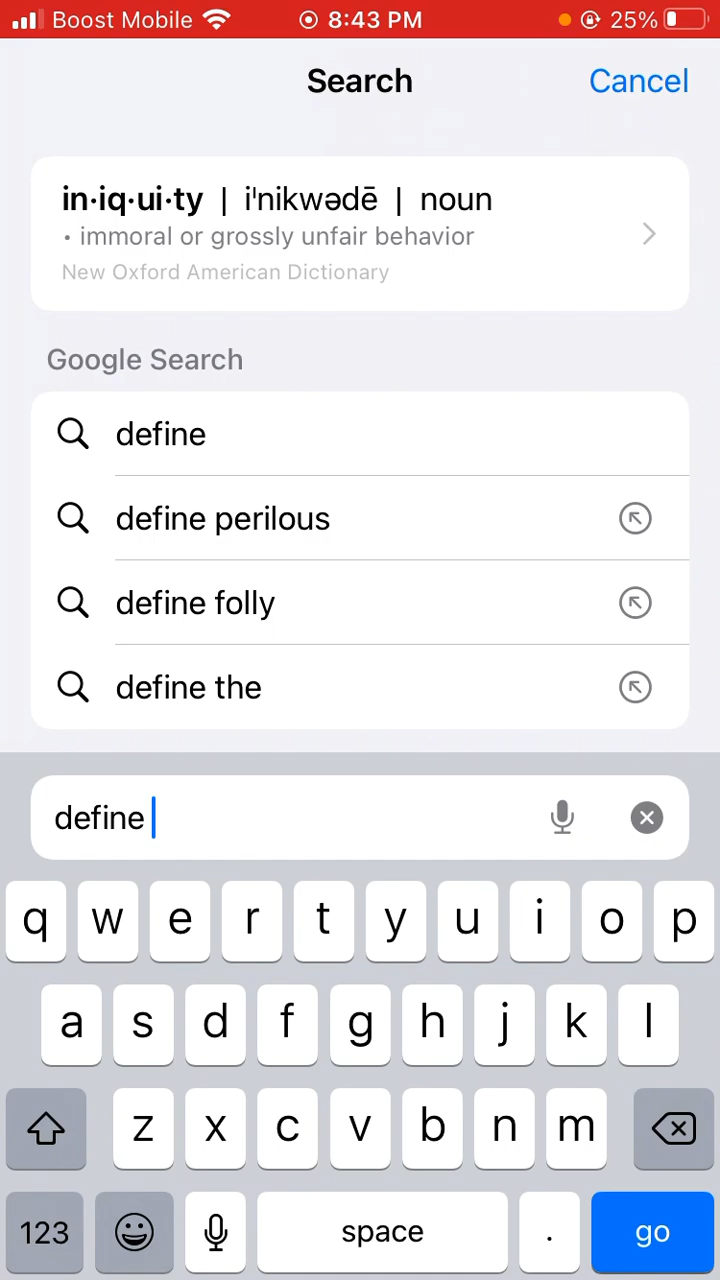 Boost Mobile 8:43 PM 25%
Search Cancel
in·iq·ui·ty | iˈnikwədē | noun
• immoral or grossly unfair behavior
New Oxford American Dictionary
Google Search
define
define perilous
define folly
define the
define
q w e r t y u i o p
a s d f g h j k l
z x c v b n m
123 space . go